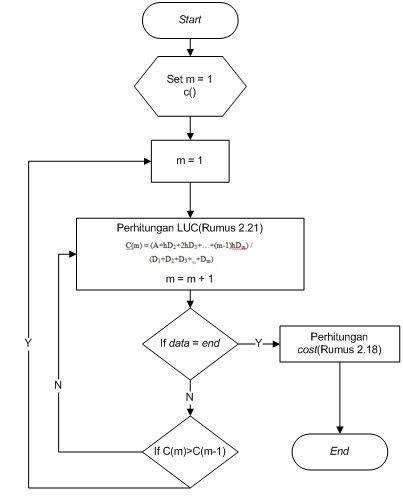 Start
Set m = 1
c()
m = 1
Perhitungan LUC(Rumus 2.21)
C(m) = (A+hD₂+2hD₃+…+(m-1)hDₘ) /
(D₁+D₂+D₃+...+Dₘ)
m = m + 1
If data = end
Y
Perhitungan
cost(Rumus 2.18)
Y
N
N
If C(m)>C(m-1)
End